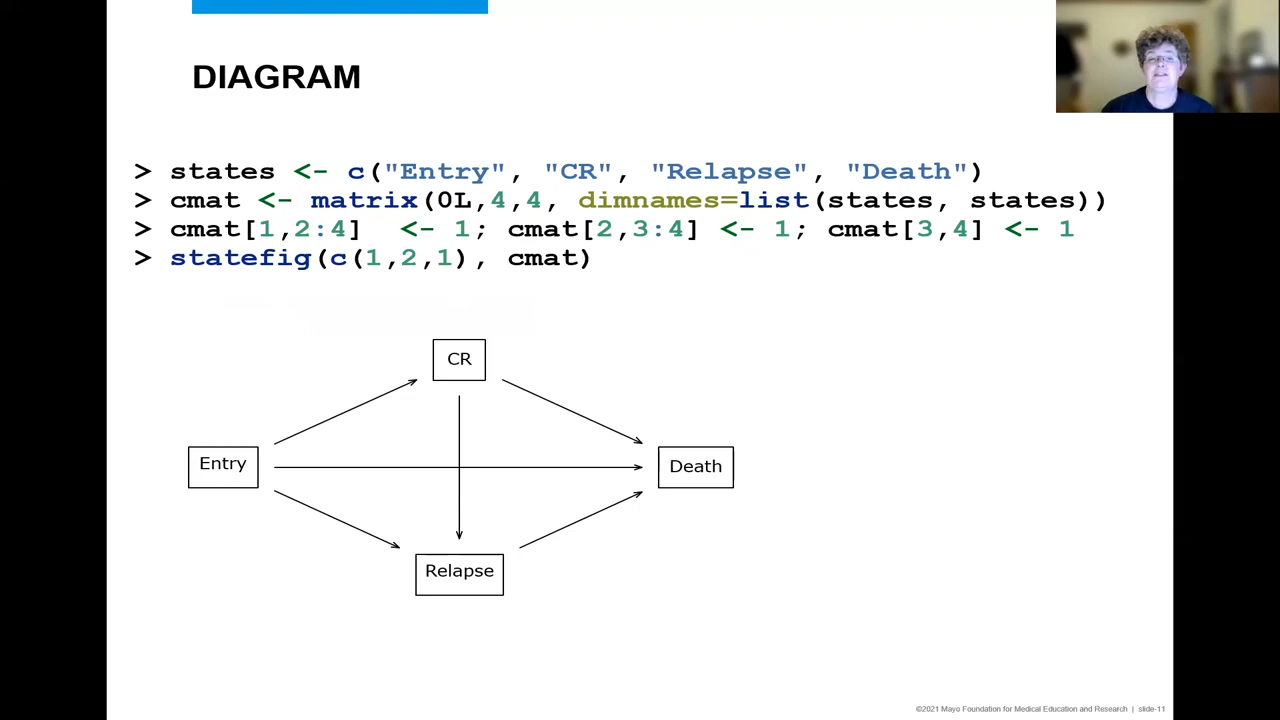 DIAGRAM
> states <- c("Entry", "CR", "Relapse", "Death")
> cmat <- matrix(0L,4,4, dimnames=list(states, states))
> cmat[1,2:4]  <- 1; cmat[2,3:4] <- 1; cmat[3,4] <- 1
> statefig(c(1,2,1), cmat)
CR
Entry
Death
Relapse
©2021 Mayo Foundation for Medical Education and Research | slide-11